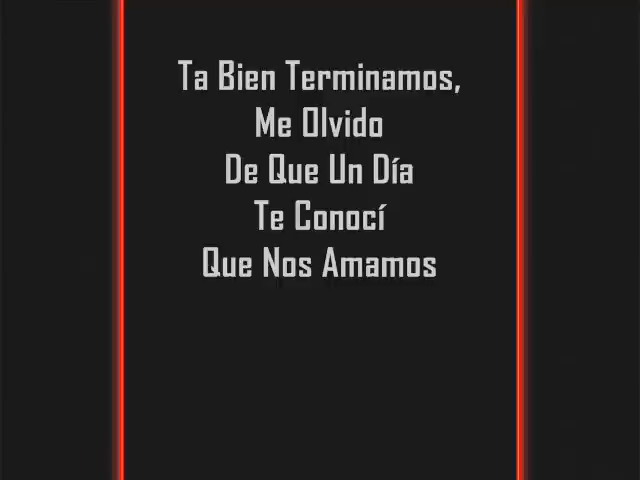 Ta Bien Terminamos,
Me Olvido
De Que Un Día
Te Conocí
Que Nos Amamos